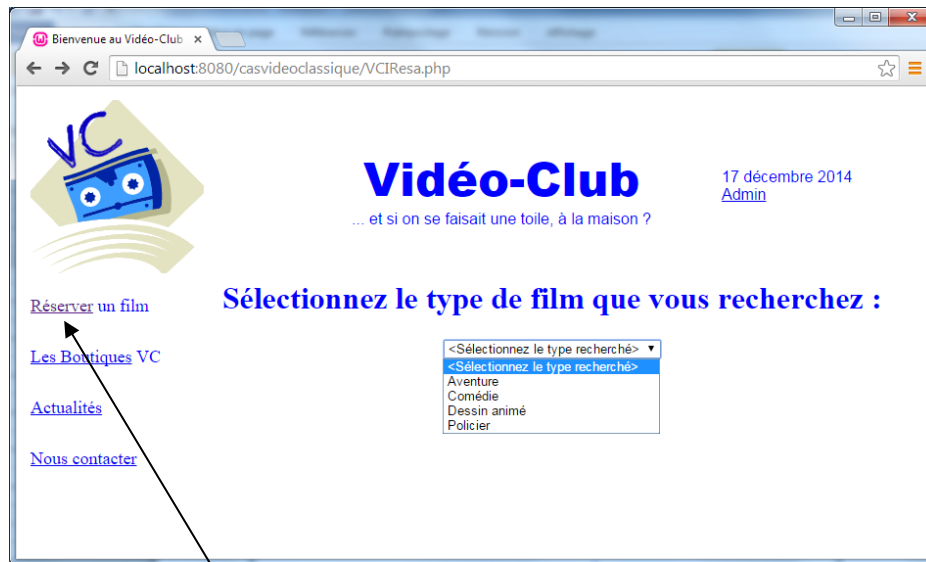 Bienvenue au Vidéo-Club
localhost:8080/casvideoclassique/VCIResa.php
VC
Vidéo-Club
... et si on se faisait une toile, à la maison ?
17 décembre 2014
Admin
Réserver un film
Les Boutiques VC
Actualités
Nous contacter
Sélectionnez le type de film que vous recherchez :
<Sélectionnez le type recherché>
<Sélectionnez le type recherché>
Aventure
Comédie
Dessin animé
Policier